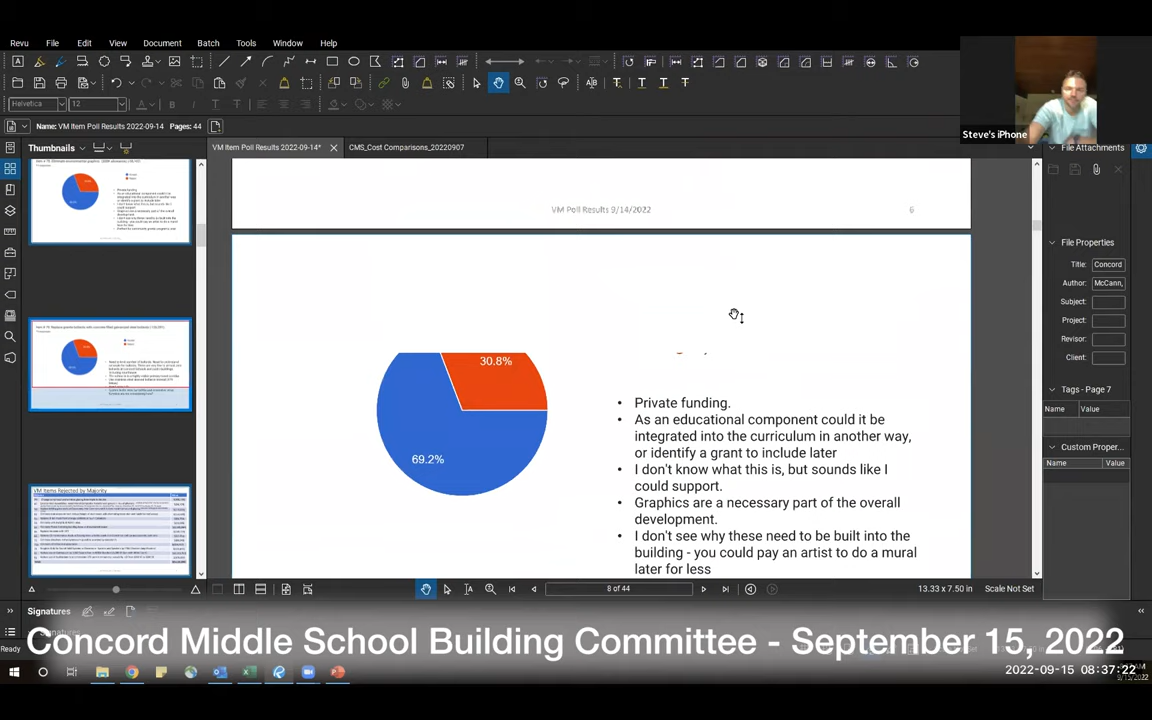 Revu File Edit View Document Batch Tools Window Help
Helvetica 12
Name: VM Item Poll Results 2022-09-14 Pages: 44
Steve's iPhone
Thumbnails
VM Item Poll Results 2022-09-14*
CMS_Cost Comparisons_20220907
File Attachments
VM Poll Results 9/14/2022 6
30.8%
69.2%
• Private funding.
• As an educational component could it be
integrated into the curriculum in another way,
or identify a grant to include later
• I don't know what this is, but sounds like I
could support.
• Graphics are a necessary part of the overall
development.
• I don't see why these need to be built into the
building - you could pay an artist to do a mural
later for less
VM Items Rejected by Majority
File Properties
Title: Concord
Author: McCann,
Subject:
Project:
Revisor:
Client:
Tags - Page 7
Name Value
Custom Proper...
Name Value
8 of 44
13.33 x 7.50 in Scale Not Set
Signatures
Ready
Concord Middle School Building Committee - September 15, 2022
2022-09-15 08:37:22